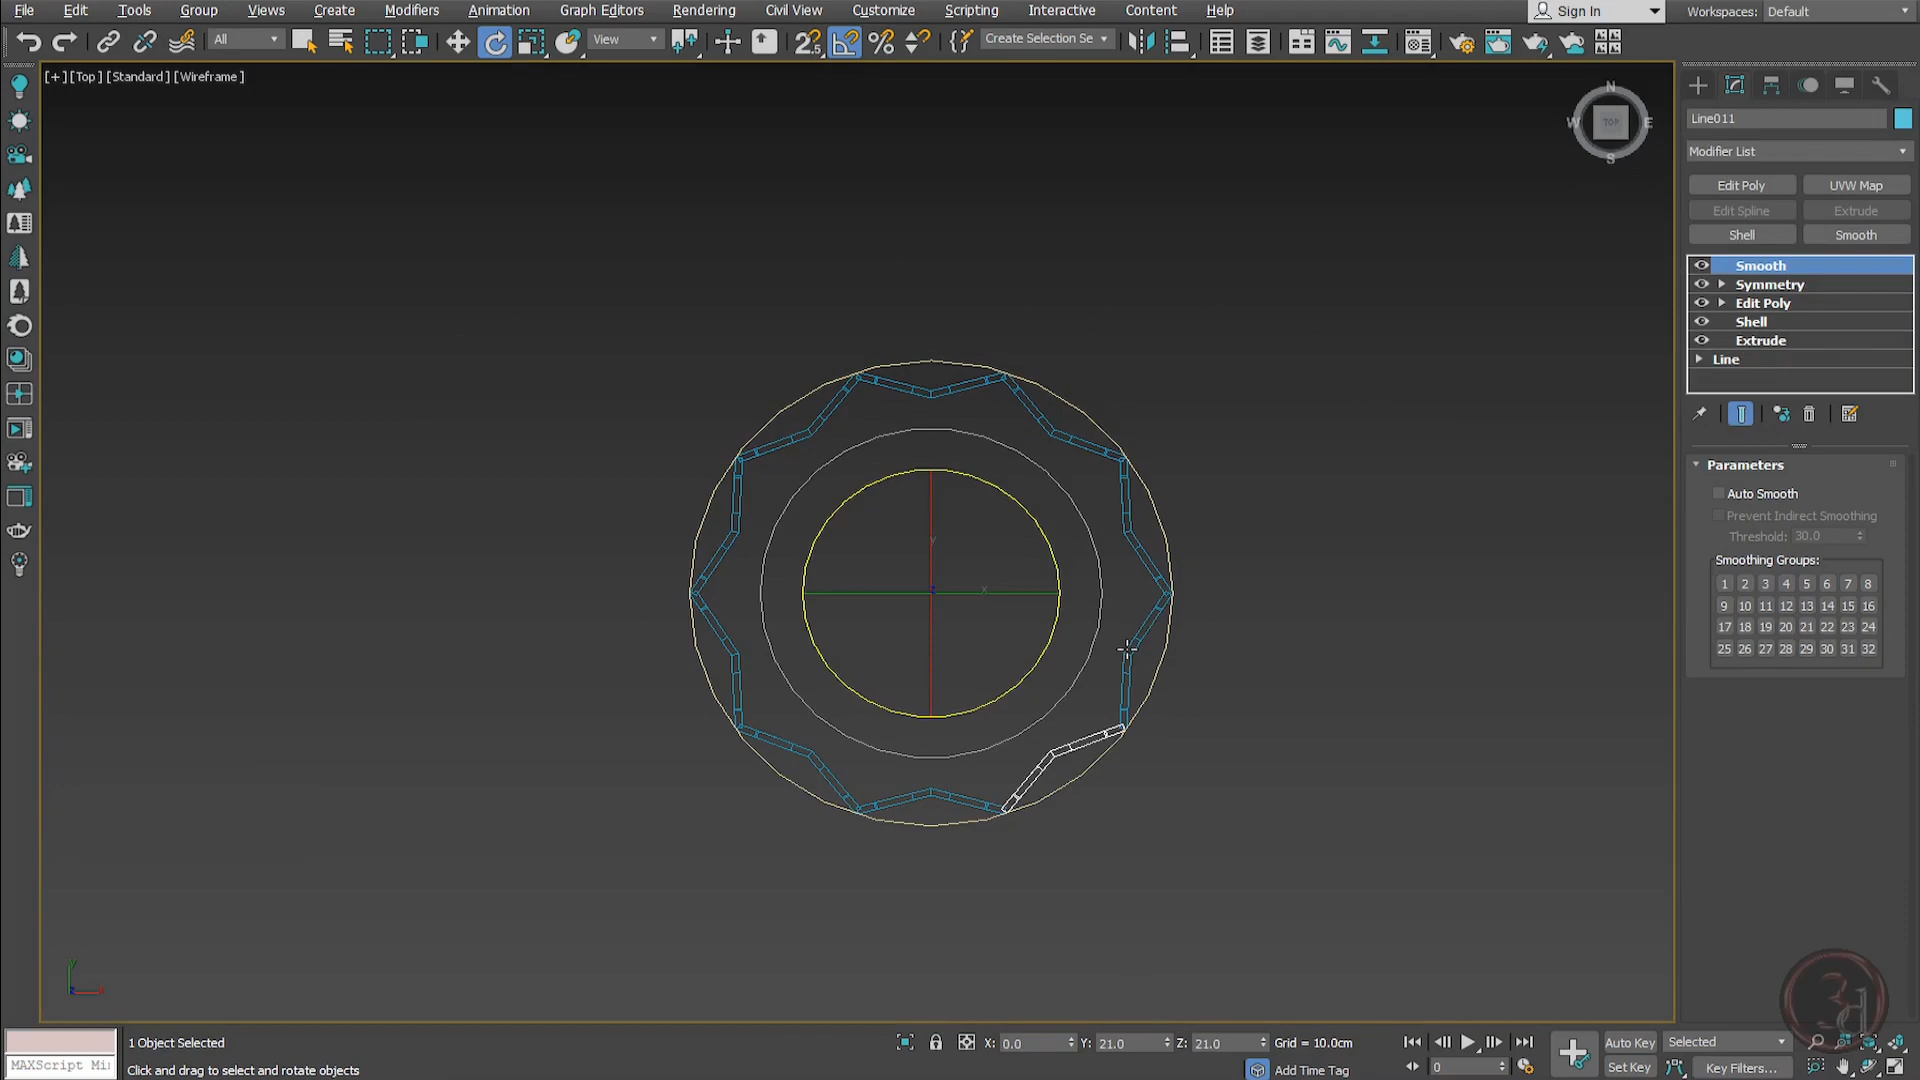 File Edit Tools Group Views Create Modifiers Animation Graph Editors Rendering Civil View Customize Scripting Interactive Content Help Sign In Workspaces: Default
All View Create Selection Se
[+][Top][Standard][Wireframe]
N
W TOP E
S
Line011
Modifier List
Edit Poly UVW Map
Edit Spline Extrude
Shell Smooth
Smooth
Symmetry
Edit Poly
Shell
Extrude
Line
Parameters
Auto Smooth
Prevent Indirect Smoothing
Threshold: 30.0
Smoothing Groups:
1 2 3 4 5 6 7 8
9 10 11 12 13 14 15 16
17 18 19 20 21 22 23 24
25 26 27 28 29 30 31 32
y
x
y
1 Object Selected X: 0.0 Y: 21.0 Z: 21.0 Grid = 10.0cm Auto Key Selected
MAXScript Mi Click and drag to select and rotate objects Add Time Tag 0 Set Key Key Filters...